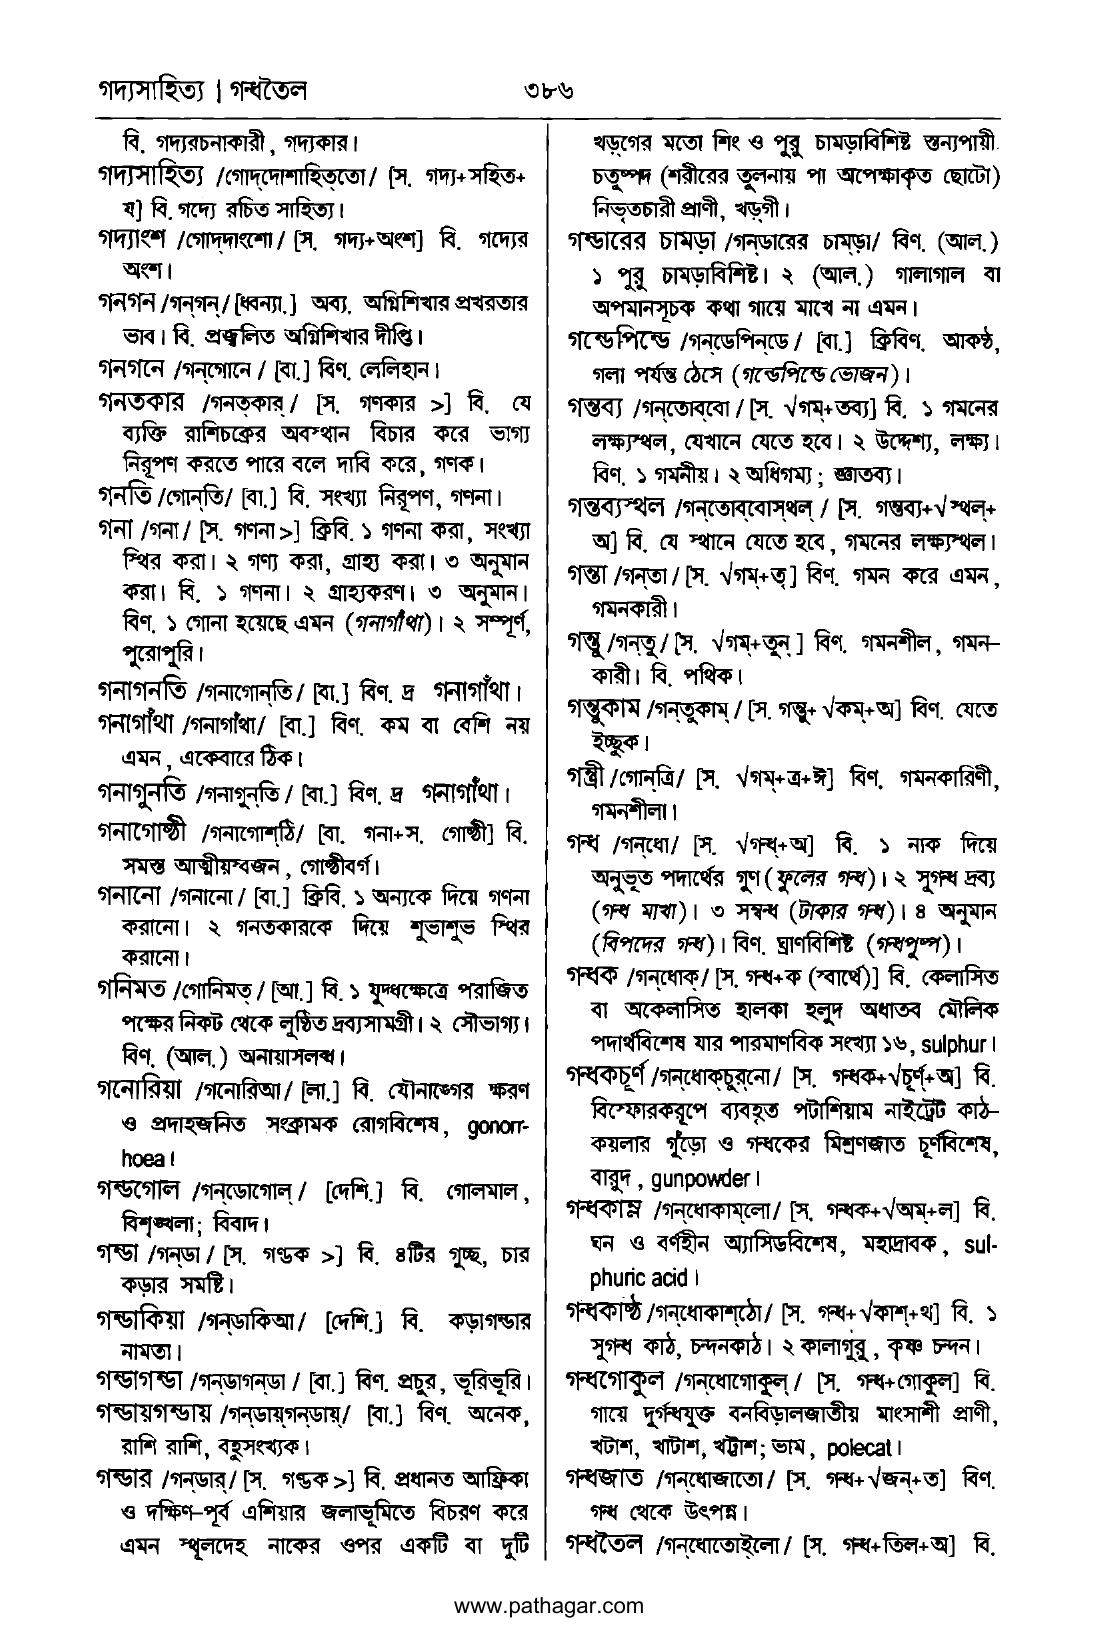 গদ্যসাহিত্য | গন্ধতৈল
৩৮৬
বি. গদ্যরচনাকারী, গদ্যকার।
গদ্যসাহিত্য /গোদ্‌দোশাহিত্‌তো/ [স. গদ্য+সহিত+
য] বি. গদ্যে রচিত সাহিত্য।
গদ্যাংশ /গোদ্‌দাংশো/ [স. গদ্য+অংশ] বি. গদ্যের
অংশ।
গনগন /গন্‌গন্‌/ [ধ্বন্যা.] অব্য. অগ্নিশিখার প্রখরতার
ভাব। বি. প্রজ্বলিত অগ্নিশিখার দীপ্তি।
গনগনে /গন্‌গোনে/ [বা.] বিণ. লেলিহান।
গনতকার /গনত্‌কার্‌/ [স. গণকার >] বি. যে
ব্যক্তি রাশিচক্রের অবস্থান বিচার করে ভাগ্য
নিরূপণ করতে পারে বলে দাবি করে, গণক।
গনতি /গোন্‌তি/ [বা.] বি. সংখ্যা নিরূপণ, গণনা।
গনা /গনা/ [স. গণনা>] ক্রিবি. ১ গণনা করা, সংখ্যা
স্থির করা। ২ গণ্য করা, গ্রাহ্য করা। ৩ অনুমান
করা। বি. ১ গণনা। ২ গ্রাহ্যকরণ। ৩ অনুমান।
বিণ. ১ গোনা হয়েছে এমন (গনাগাঁথা)। ২ সম্পূর্ণ,
পুরোপুরি।
গনাগনতি /গনাগোন্‌তি/ [বা.] বিণ. দ্র গনাগাঁথা।
গনাগাঁথা /গনাগাঁথা/ [বা.] বিণ. কম বা বেশি নয়
এমন, একেবারে ঠিক।
গনাগুনতি /গনাগুন্‌তি/ [বা.] বিণ. দ্র গনাগাঁথা।
গনাগোষ্ঠী /গনাগোশ্‌ঠি/ [বা. গনা+স. গোষ্ঠী] বি.
সমস্ত আত্মীয়স্বজন, গোষ্ঠীবর্গ।
গনানো /গনানো/ [বা.] ক্রিবি. ১ অন্যকে দিয়ে গণনা
করানো। ২ গনতকারকে দিয়ে শুভাশুভ স্থির
করানো।
গনিমত /গোনিমত্‌/ [আ.] বি. ১ যুদ্ধক্ষেত্রে পরাজিত
পক্ষের নিকট থেকে লুণ্ঠিত দ্রব্যসামগ্রী। ২ সৌভাগ্য।
বিণ. (আল.) অনায়াসলব্ধ।
গনোরিয়া /গনোরিআ/ [লা.] বি. যৌনাঙ্গের ক্ষরণ
ও প্রদাহজনিত সংক্রামক রোগবিশেষ, gonorr-
hoea।
গন্ডগোল /গন্‌ডোগোল্‌/ [দেশি.] বি. গোলমাল,
বিশৃঙ্খলা; বিবাদ।
গন্ডা /গন্‌ডা/ [স. গণ্ডক >] বি. ৪টির গুচ্ছ, চার
কড়ার সমষ্টি।
গন্ডাকিয়া /গন্‌ডাকিআ/ [দেশি.] বি. কড়াগন্ডার
নামতা।
গন্ডাগন্ডা /গন্‌ডাগন্‌ডা/ [বা.] বিণ. প্রচুর, ভূরিভূরি।
গন্ডায়গন্ডায় /গন্‌ডায়্‌গন্‌ডায়্‌/ [বা.] বিণ. অনেক,
রাশি রাশি, বহুসংখ্যক।
গন্ডার /গন্‌ডার্‌/ [স. গণ্ডক>] বি. প্রধানত আফ্রিকা
ও দক্ষিণ-পূর্ব এশিয়ার জলাভূমিতে বিচরণ করে
এমন স্থূলদেহ নাকের ওপর একটি বা দুটি
খড়্‌গের মতো শিং ও পুরু চামড়াবিশিষ্ট স্তন্যপায়ী
চতুষ্পদ (শরীরের তুলনায় পা অপেক্ষাকৃত ছোটো)
নিভৃতচারী প্রাণী, খড়্গী।
গন্ডারের চামড়া /গন্‌ডারের চাম্‌ড়া/ বিণ. (আল.)
১ পুরু চামড়াবিশিষ্ট। ২ (আল.) গালাগাল বা
অপমানসূচক কথা গায়ে মাখে না এমন।
গন্ডেপিন্ডে /গন্‌ডেপিন্‌ডে/ [বা.] ক্রিবিণ. আকণ্ঠ,
গলা পর্যন্ত ঠেসে (গন্ডেপিন্ডে ভোজন)।
গন্তব্য /গন্‌তোব্‌বো/ [স. √গম্‌+তব্য] বি. ১ গমনের
লক্ষ্যস্থল, যেখানে যেতে হবে। ২ উদ্দেশ্য, লক্ষ্য।
বিণ. ১ গমনীয়। ২ অধিগম্য; জ্ঞাতব্য।
গন্তব্যস্থল /গন্‌তোব্‌বোস্‌থল্‌/ [স. গন্তব্য+√স্থল্‌+
অ] বি. যে স্থানে যেতে হবে, গমনের লক্ষ্যস্থল।
গন্তা /গন্‌তা/ [স. √গম্‌+তৃ] বিণ. গমন করে এমন,
গমনকারী।
গন্তু /গন্‌তু/ [স. √গম্‌+তুন্‌] বিণ. গমনশীল, গমন-
কারী। বি. পথিক।
গন্তুকাম /গন্‌তুকাম্‌/ [স. গন্তু+√কম্‌+অ] বিণ. যেতে
ইচ্ছুক।
গন্ত্রী /গোন্‌ত্রি/ [স. √গম্‌+ত্র+ঈ] বিণ. গমনকারিণী,
গমনশীলা।
গন্ধ /গন্‌ধো/ [স. √গন্ধ্‌+অ] বি. ১ নাক দিয়ে
অনুভূত পদার্থের গুণ (ফুলের গন্ধ)। ২ সুগন্ধ দ্রব্য
(গন্ধ মাখা)। ৩ সম্বন্ধ (টাকার গন্ধ)। ৪ অনুমান
(বিপদের গন্ধ)। বিণ. ঘ্রাণবিশিষ্ট (গন্ধপুষ্প)।
গন্ধক /গন্‌ধোক্‌/ [স. গন্ধ+ক (স্বার্থে)] বি. কেলাসিত
বা অকেলাসিত হালকা হলুদ অধাতব মৌলিক
পদার্থবিশেষ যার পারমাণবিক সংখ্যা ১৬, sulphur।
গন্ধকচূর্ণ /গন্‌ধোক্‌চুর্‌নো/ [স. গন্ধক+√চূর্ণ্‌+অ] বি.
বিস্ফোরকরূপে ব্যবহৃত পটাশিয়াম নাইট্রেট কাঠ-
কয়লার গুঁড়ো ও গন্ধকের মিশ্রণজাত চূর্ণবিশেষ,
বারুদ, gunpowder।
গন্ধকাম্ল /গন্‌ধোকাম্‌লো/ [স. গন্ধক+√অম্‌+ল] বি.
ঘন ও বর্ণহীন অ্যাসিডবিশেষ, মহাদ্রাবক, sul-
phuric acid।
গন্ধকাষ্ঠ /গন্‌ধোকাশ্‌ঠো/ [স. গন্ধ+√কাশ্‌+থ] বি. ১
সুগন্ধ কাঠ, চন্দনকাঠ। ২ কালাগুরু, কৃষ্ণ চন্দন।
গন্ধগোকুল /গন্‌ধোগোকুল্‌/ [স. গন্ধ+গোকুল] বি.
গায়ে দুর্গন্ধযুক্ত বনবিড়ালজাতীয় মাংসাশী প্রাণী,
খটাশ, খাটাশ, খট্টাশ; ভাম, polecat।
গন্ধজাত /গন্‌ধোজাতো/ [স. গন্ধ+√জন্‌+ত] বিণ.
গন্ধ থেকে উৎপন্ন।
গন্ধতৈল /গন্‌ধোতোইলো/ [স. গন্ধ+তিল+অ] বি.
www.pathagar.com